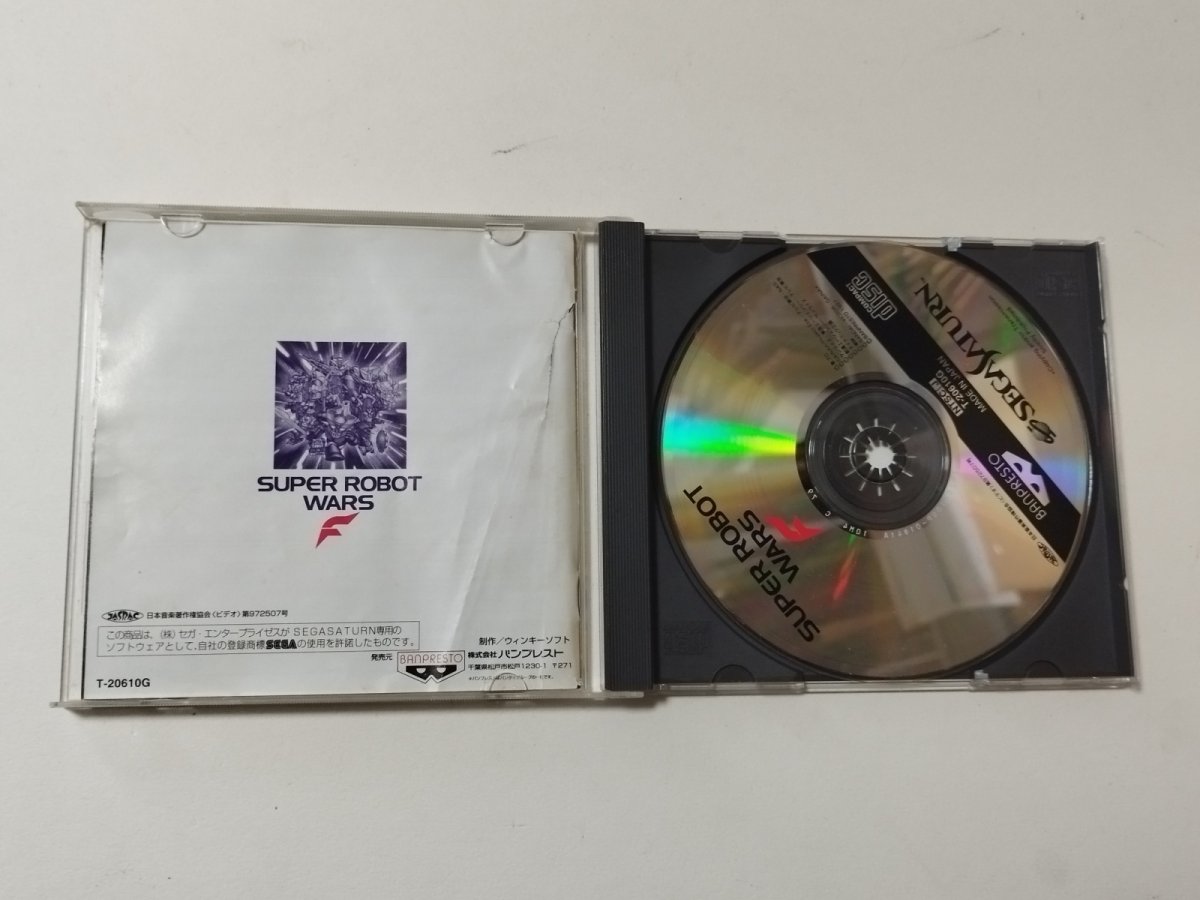 SUPER ROBOT
WARS
F
JASRAC 日本音楽著作権協会〈ビデオ〉第972507号
この商品は、(株)セガ・エンタープライゼスがSEGASATURN専用の
ソフトウェアとして、自社の登録商標SEGAの使用を許諾したものです。
制作/ウィンキーソフト
発売元 BANPRESTO 株式会社バンプレスト
千葉県松戸市松戸1230-1 〒271
T-20610G
COMPACT
disc
SEGA SATURN
T-20610G
MADE IN JAPAN
BANPRESTO
SUPER ROBOT
WARS
F